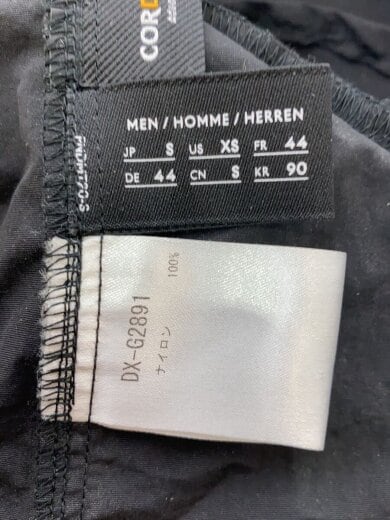 CORD
MEN / HOMME / HERREN
JP S US XS FR 44
DE 44 CN S KR 90
DX-G2891
ナイロン 100%